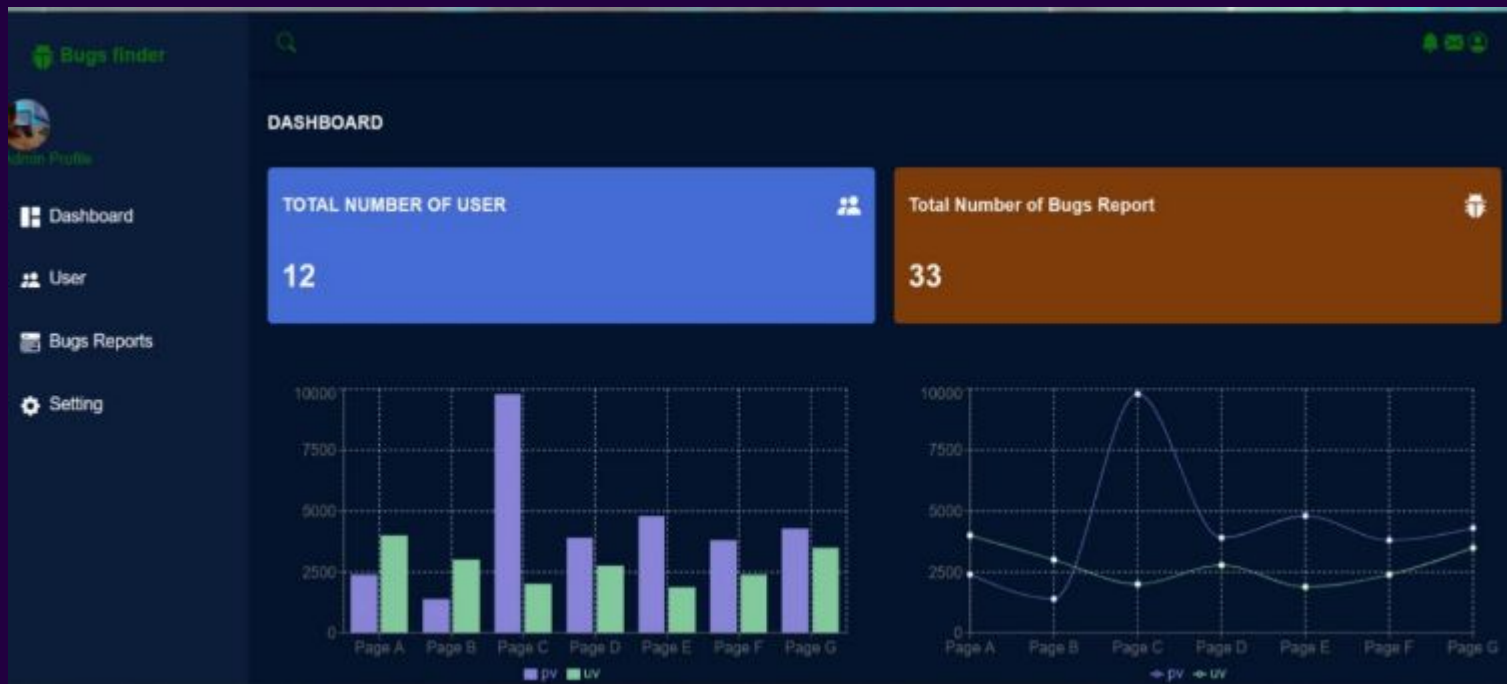 Bugs finder
Admin Profile
Dashboard
User
Bugs Reports
Setting
DASHBOARD
TOTAL NUMBER OF USER
12
Total Number of Bugs Report
33
10000
7500
5000
2500
0
Page A Page B Page C Page D Page E Page F Page G
pv uv
10000
7500
5000
2500
0
Page A Page B Page C Page D Page E Page F Page G
pv uv